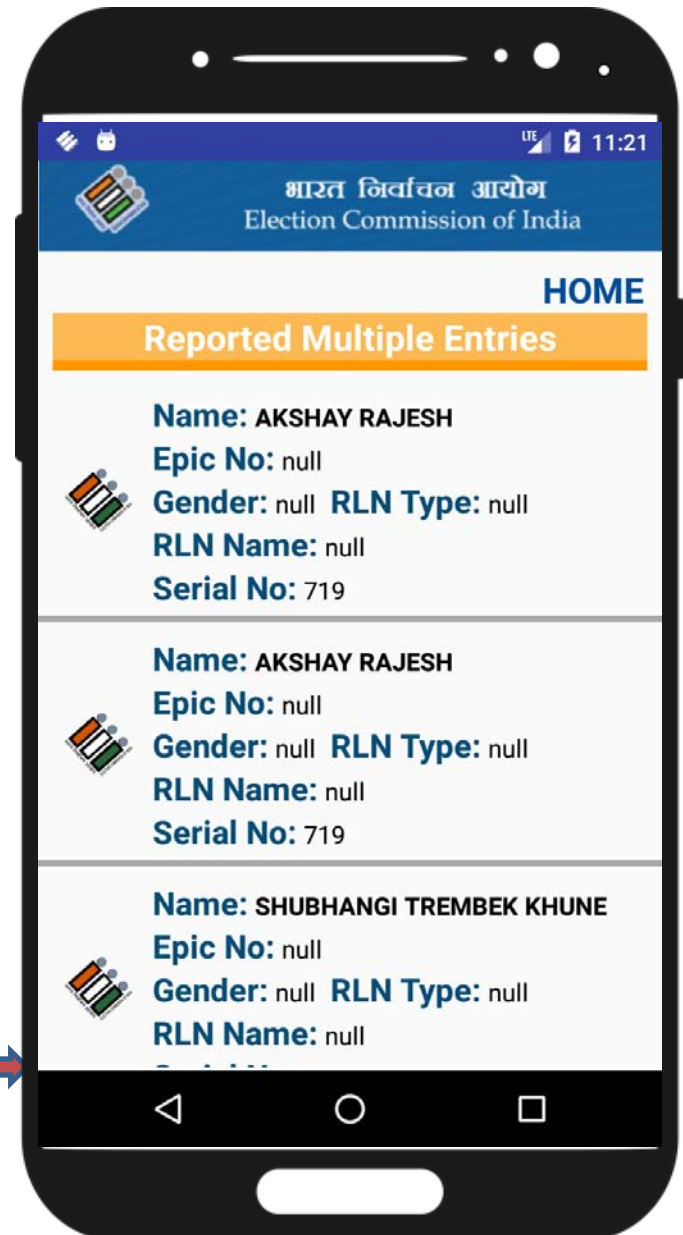 LTE 11:21
भारत निर्वाचन आयोग
Election Commission of India
HOME
Reported Multiple Entries
Name: AKSHAY RAJESH
Epic No: null
Gender: null RLN Type: null
RLN Name: null
Serial No: 719
Name: AKSHAY RAJESH
Epic No: null
Gender: null RLN Type: null
RLN Name: null
Serial No: 719
Name: SHUBHANGI TREMBEK KHUNE
Epic No: null
Gender: null RLN Type: null
RLN Name: null